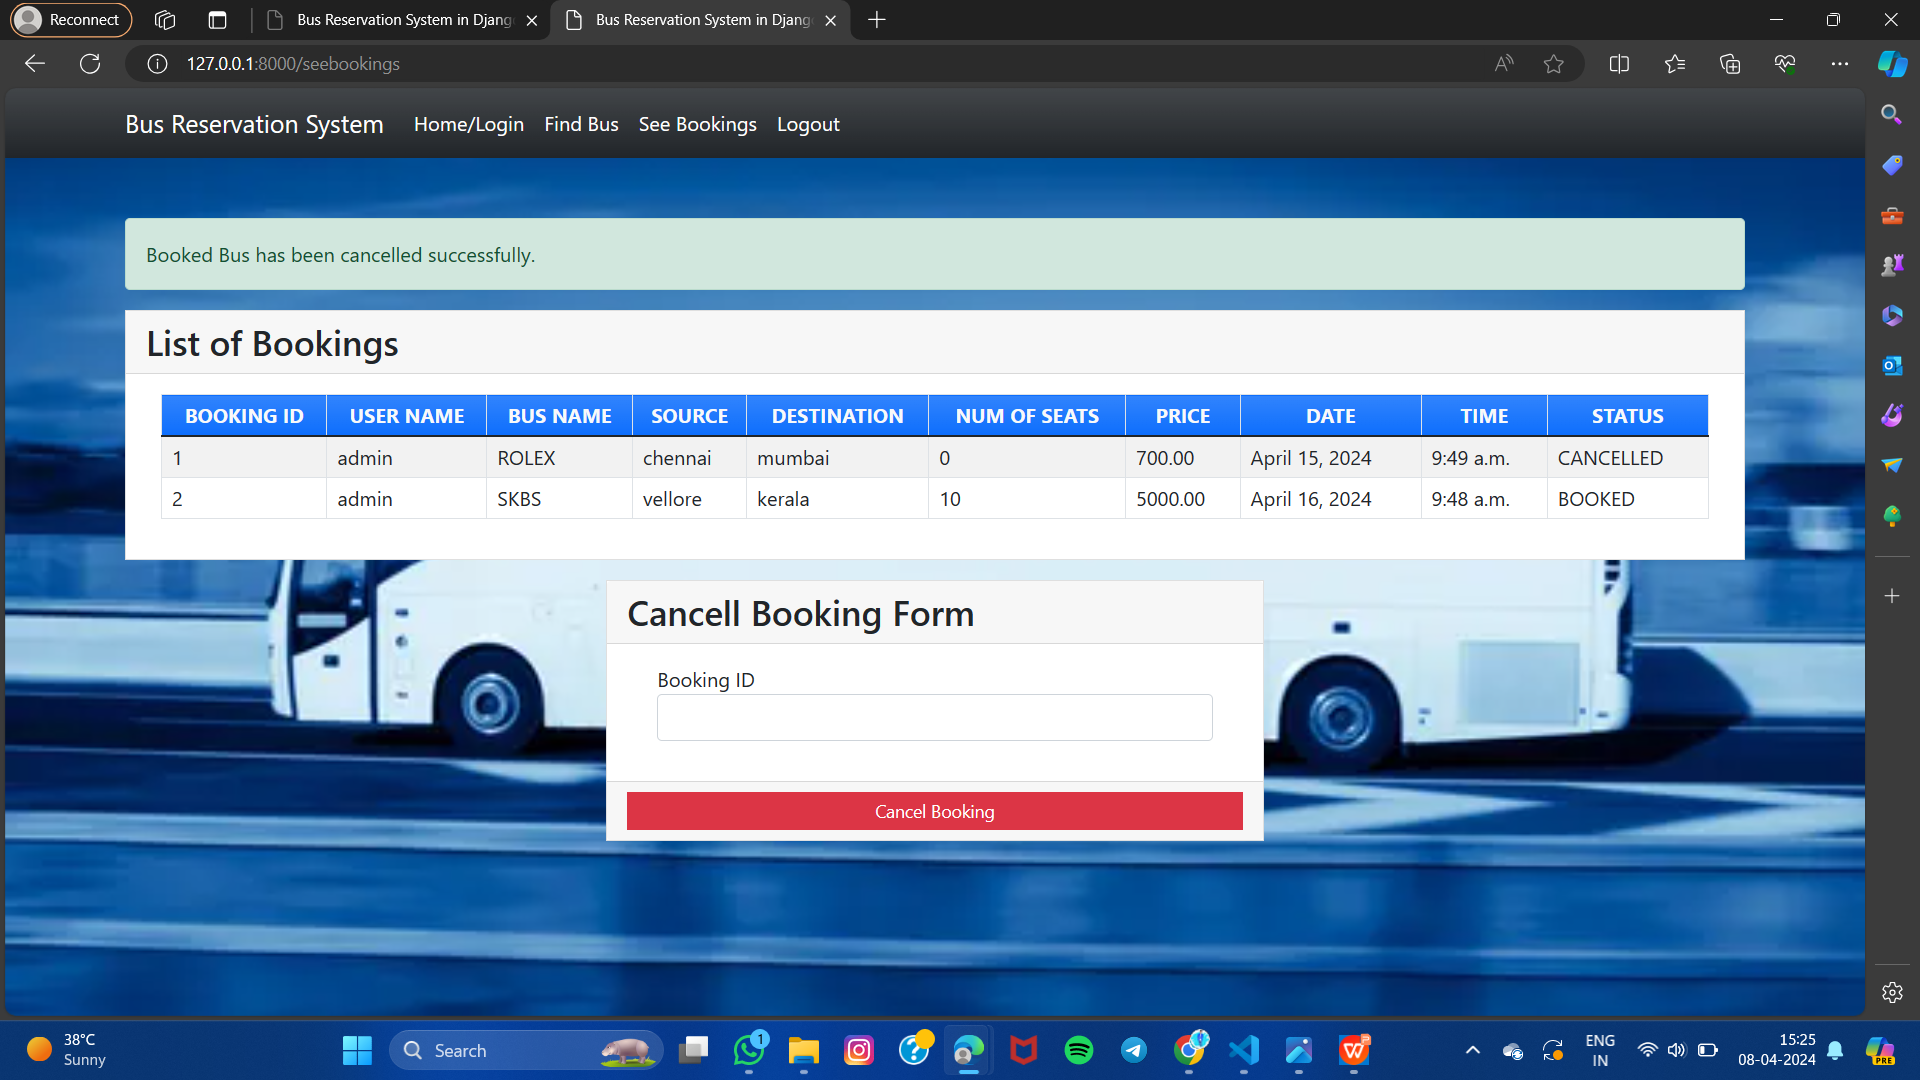 Reconnect
Bus Reservation System in Djang
Bus Reservation System in Djang
127.0.0.1:8000/seebookings
Bus Reservation System Home/Login Find Bus See Bookings Logout
Booked Bus has been cancelled successfully.
List of Bookings
BOOKING ID USER NAME BUS NAME SOURCE DESTINATION NUM OF SEATS PRICE DATE TIME STATUS
1 admin ROLEX chennai mumbai 0 700.00 April 15, 2024 9:49 a.m. CANCELLED
2 admin SKBS vellore kerala 10 5000.00 April 16, 2024 9:48 a.m. BOOKED
Cancell Booking Form
Booking ID
Cancel Booking
38°C
Sunny
Search
1
ENG
IN
15:25
08-04-2024
PRE